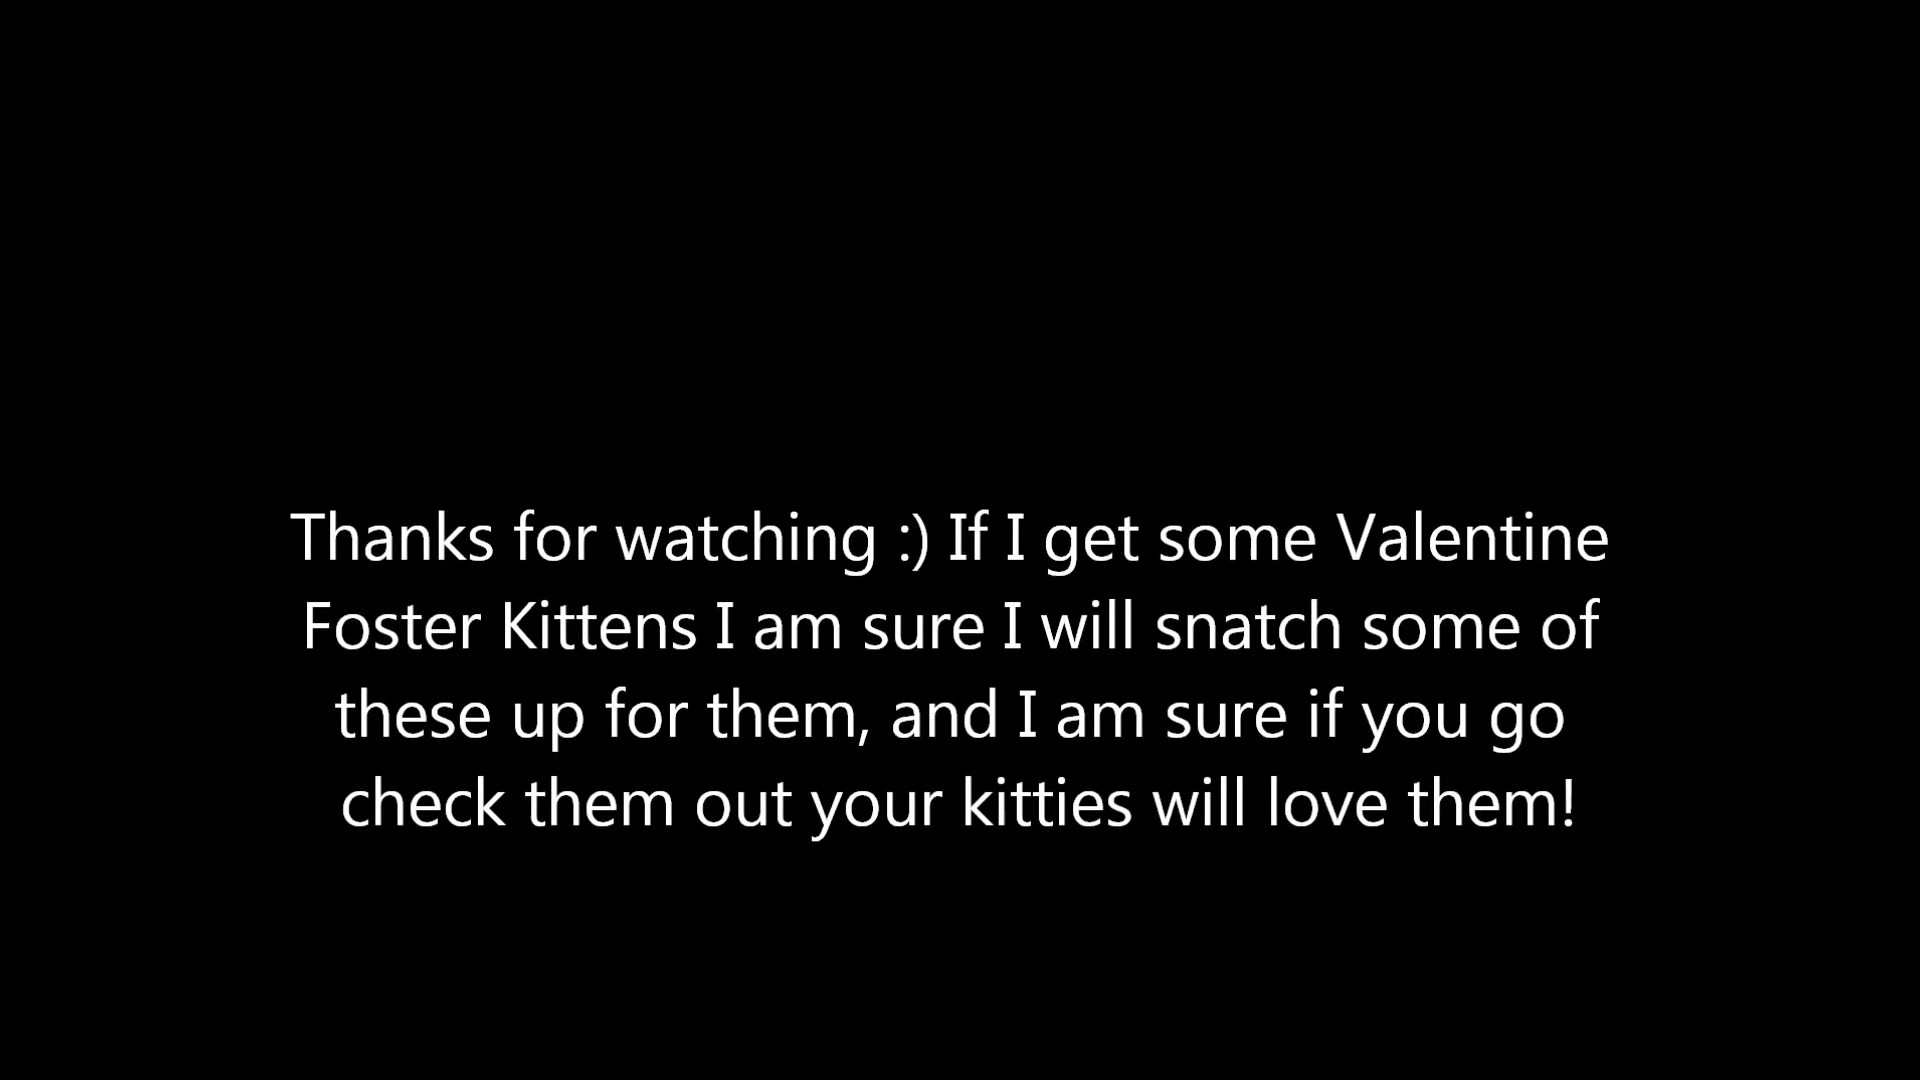 Thanks for watching :) If I get some Valentine
Foster Kittens I am sure I will snatch some of
these up for them, and I am sure if you go
check them out your kitties will love them!